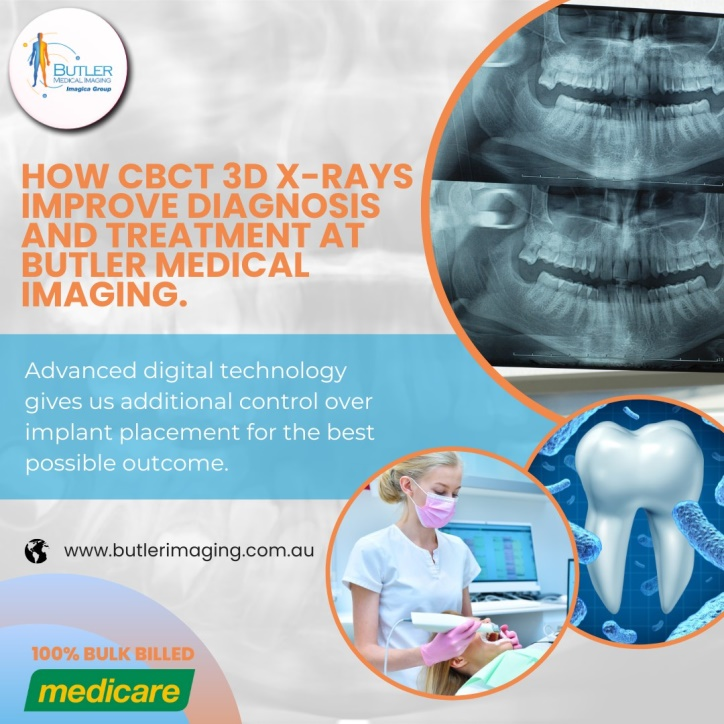 BUTLER
MEDICAL IMAGING
Imagica Group
HOW CBCT 3D X-RAYS
IMPROVE DIAGNOSIS
AND TREATMENT AT
BUTLER MEDICAL
IMAGING.
Advanced digital technology
gives us additional control over
implant placement for the best
possible outcome.
www.butlerimaging.com.au
100% BULK BILLED
medicare